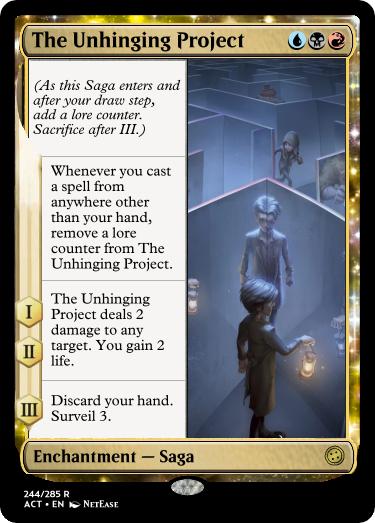 The Unhinging Project
(As this Saga enters and
after your draw step,
add a lore counter.
Sacrifice after III.)
Whenever you cast
a spell from
anywhere other
than your hand,
remove a lore
counter from The
Unhinging Project.
I
II
The Unhinging
Project deals 2
damage to any
target. You gain 2
life.
III
Discard your hand.
Surveil 3.
Enchantment — Saga
244/285 R
ACT • EN NetEase